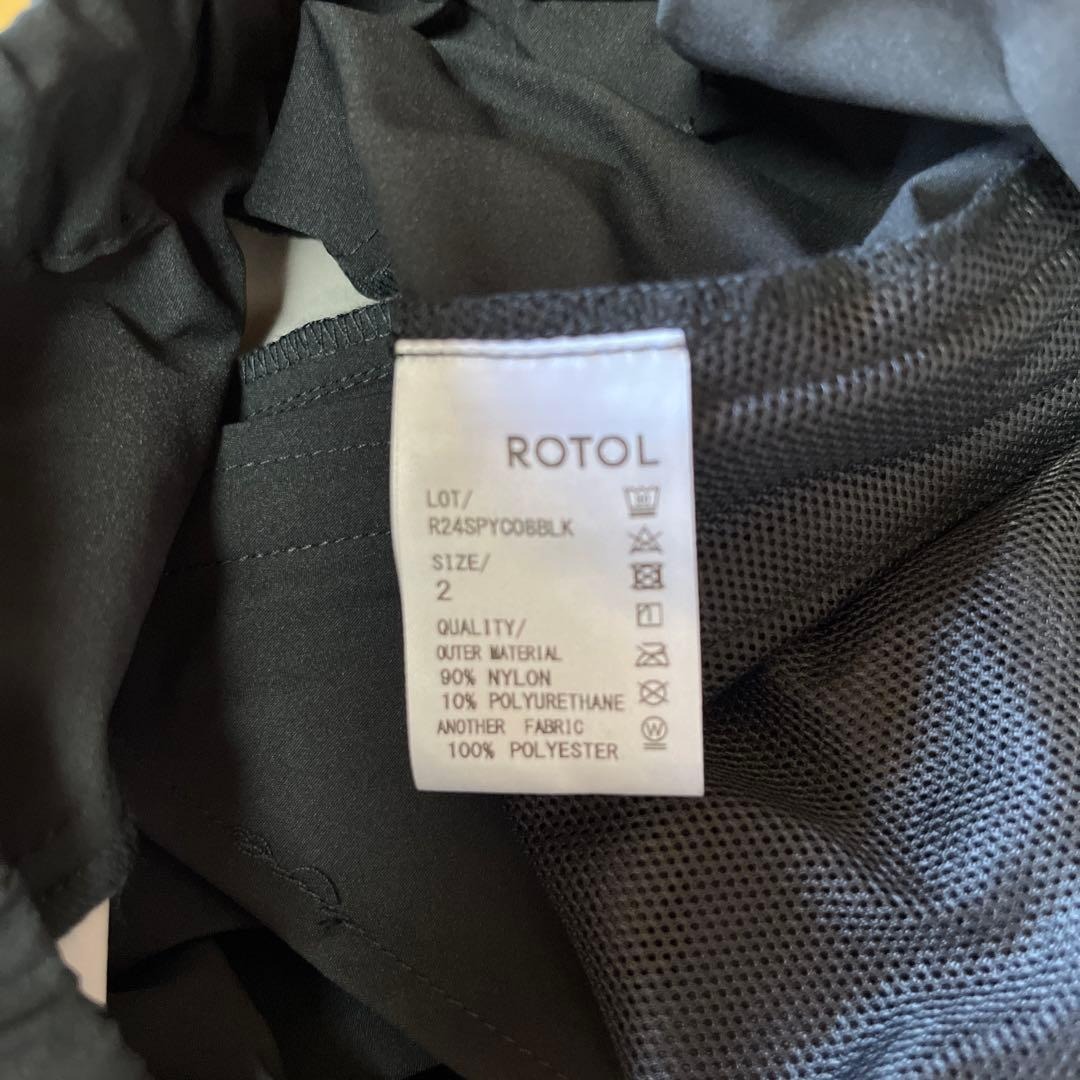 ROTOL
LOT/
R24SPYC08BLK
SIZE/
2
QUALITY/
OUTER MATERIAL
90% NYLON
10% POLYURETHANE
ANOTHER FABRIC
100% POLYESTER
W